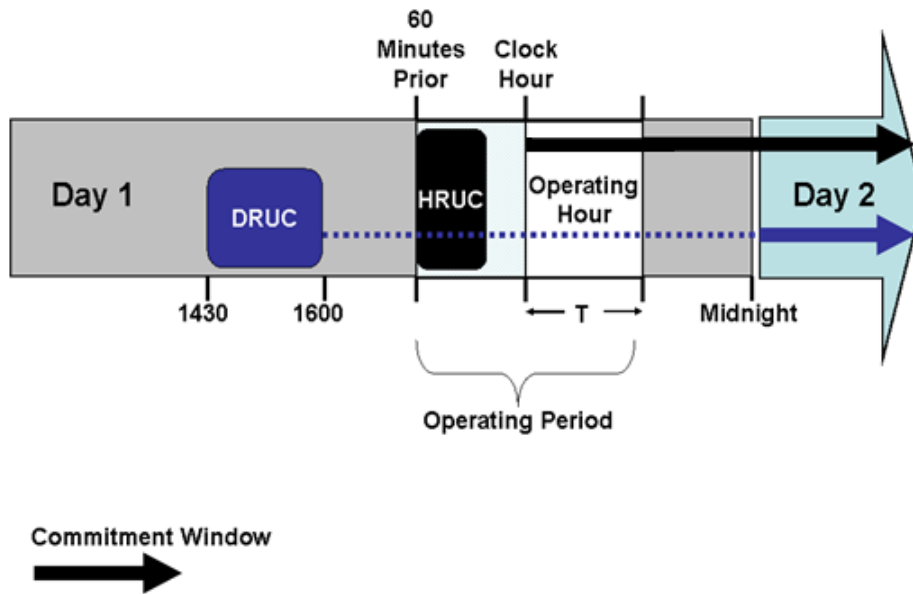 60
Minutes
Prior
Clock
Hour
Day 1
DRUC
HRUC
Operating
Hour
Day 2
1430
1600
T
Midnight
Operating Period
Commitment Window